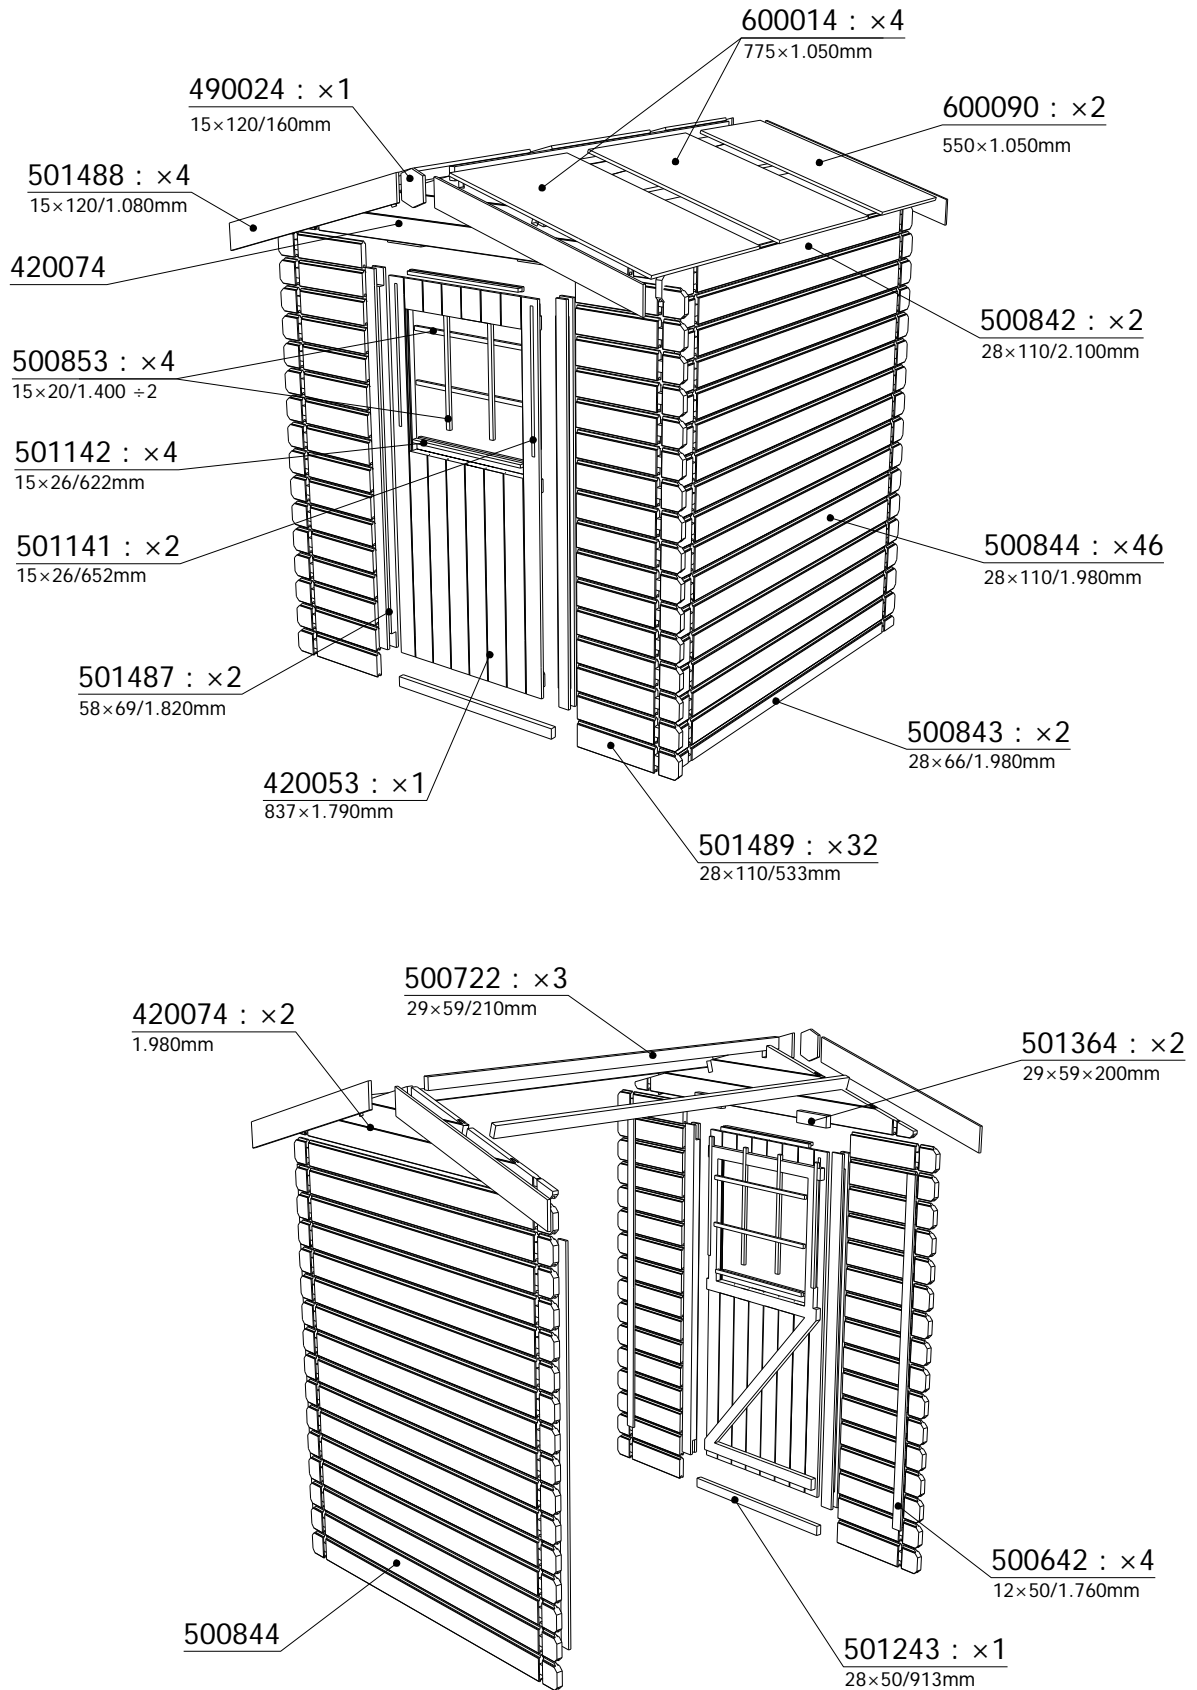 600014 : ×4
775×1.050mm
490024 : ×1
15×120/160mm
600090 : ×2
550×1.050mm
501488 : ×4
15×120/1.080mm
420074
500842 : ×2
28×110/2.100mm
500853 : ×4
15×20/1.400 ÷2
501142 : ×4
15×26/622mm
501141 : ×2
15×26/652mm
500844 : ×46
28×110/1.980mm
501487 : ×2
58×69/1.820mm
500843 : ×2
28×66/1.980mm
420053 : ×1
837×1.790mm
501489 : ×32
28×110/533mm
500722 : ×3
29×59/210mm
420074 : ×2
1.980mm
501364 : ×2
29×59×200mm
500642 : ×4
12×50/1.760mm
500844
501243 : ×1
28×50/913mm